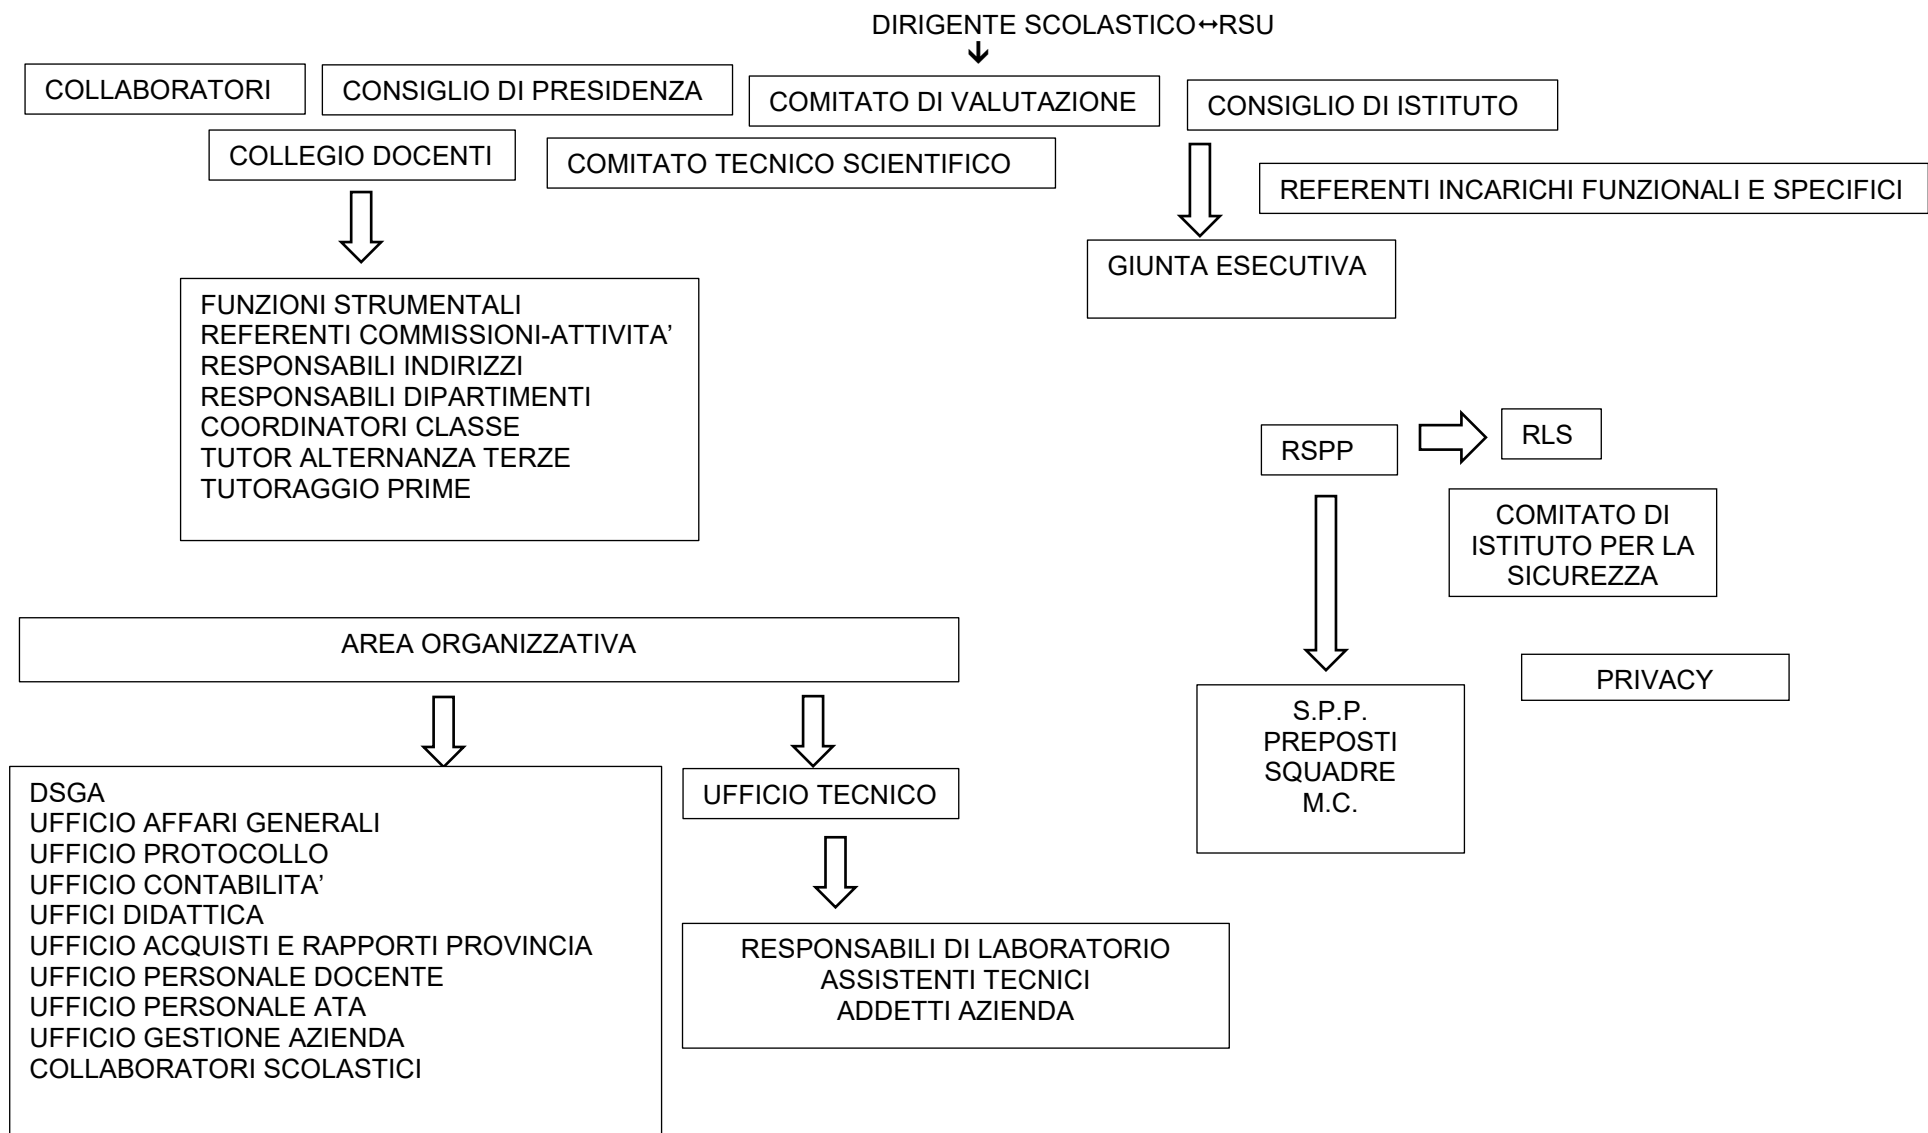 DIRIGENTE SCOLASTICO↔RSU
COLLABORATORI
CONSIGLIO DI PRESIDENZA
COMITATO DI VALUTAZIONE
CONSIGLIO DI ISTITUTO
COLLEGIO DOCENTI
COMITATO TECNICO SCIENTIFICO
REFERENTI INCARICHI FUNZIONALI E SPECIFICI
GIUNTA ESECUTIVA
FUNZIONI STRUMENTALI
REFERENTI COMMISSIONI-ATTIVITA’
RESPONSABILI INDIRIZZI
RESPONSABILI DIPARTIMENTI
COORDINATORI CLASSE
TUTOR ALTERNANZA TERZE
TUTORAGGIO PRIME
RSPP
RLS
COMITATO DI
ISTITUTO PER LA
SICUREZZA
PRIVACY
S.P.P.
PREPOSTI
SQUADRE
M.C.
AREA ORGANIZZATIVA
DSGA
UFFICIO AFFARI GENERALI
UFFICIO PROTOCOLLO
UFFICIO CONTABILITA’
UFFICI DIDATTICA
UFFICIO ACQUISTI E RAPPORTI PROVINCIA
UFFICIO PERSONALE DOCENTE
UFFICIO PERSONALE ATA
UFFICIO GESTIONE AZIENDA
COLLABORATORI SCOLASTICI
UFFICIO TECNICO
RESPONSABILI DI LABORATORIO
ASSISTENTI TECNICI
ADDETTI AZIENDA